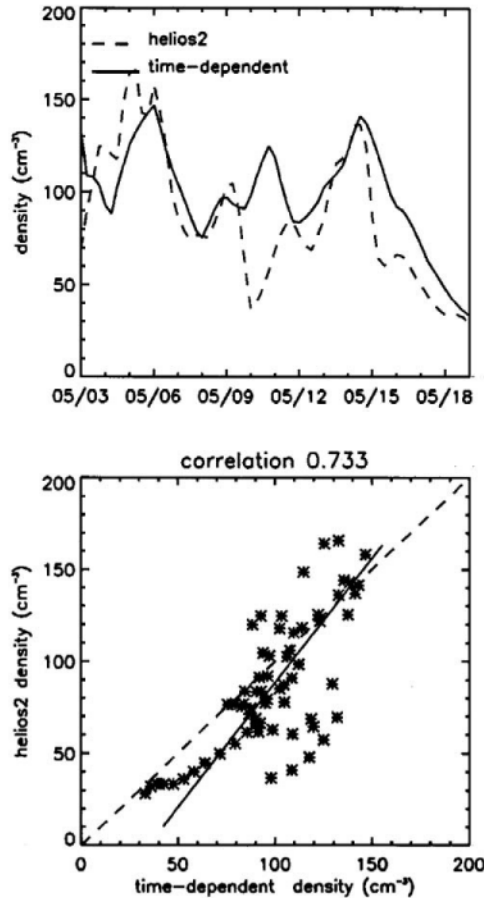 200
150
100
50
0
density (cm⁻³)
helios2
time-dependent
05/03 05/06 05/09 05/12 05/15 05/18
correlation 0.733
200
150
100
50
0
helios2 density (cm⁻³)
0 50 100 150 200
time-dependent density (cm⁻³)